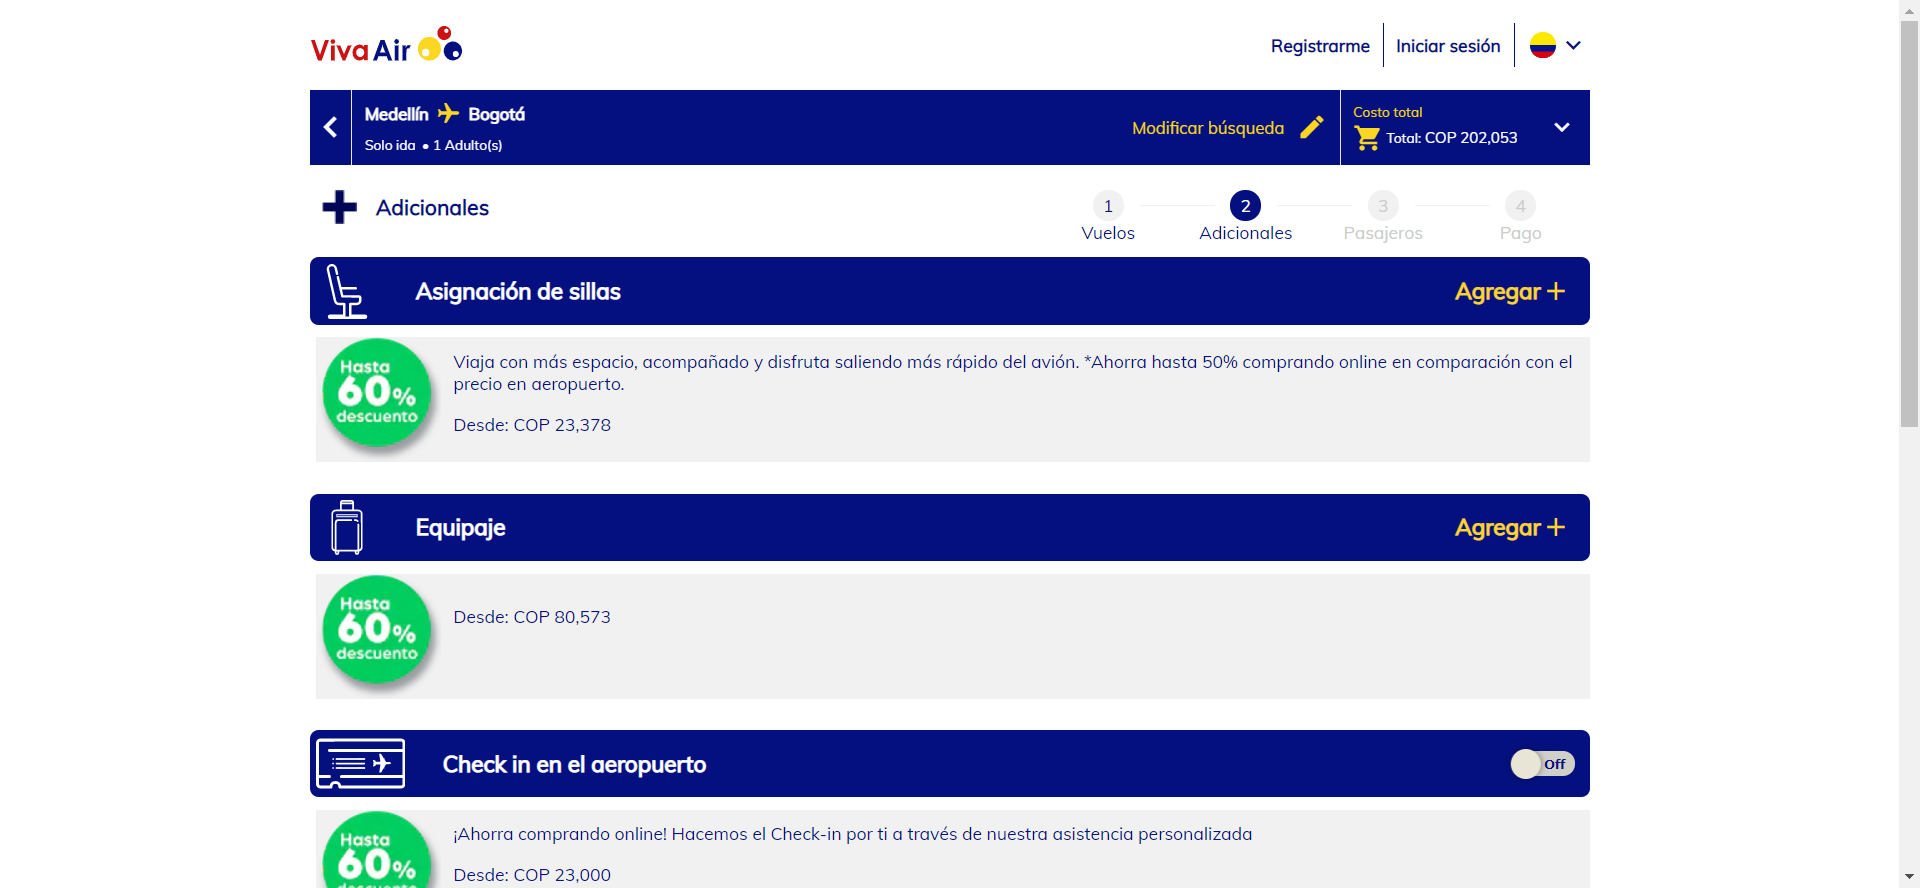 Viva Air
Registrarme
Iniciar sesión
Medellín Bogotá
Solo ida • 1 Adulto(s)
Modificar búsqueda
Costo total
Total: COP 202,053
Adicionales
1
Vuelos
2
Adicionales
3
Pasajeros
4
Pago
Asignación de sillas
Agregar +
Hasta
60%
descuento
Viaja con más espacio, acompañado y disfruta saliendo más rápido del avión. *Ahorra hasta 50% comprando online en comparación con el
precio en aeropuerto.
Desde: COP 23,378
Equipaje
Agregar +
Hasta
60%
descuento
Desde: COP 80,573
Check in en el aeropuerto
Off
Hasta
60%
descuento
¡Ahorra comprando online! Hacemos el Check-in por ti a través de nuestra asistencia personalizada
Desde: COP 23,000